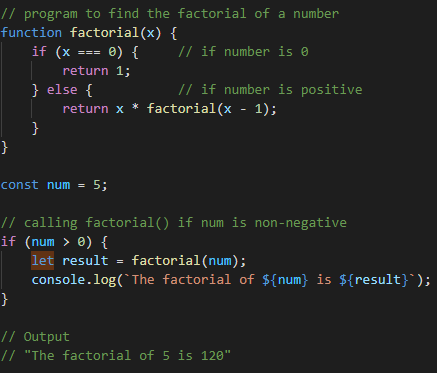 // program to find the factorial of a number
function factorial(x) {
    if (x === 0) {     // if number is 0
        return 1;
    } else {           // if number is positive
        return x * factorial(x - 1);
    }
}

const num = 5;

// calling factorial() if num is non-negative
if (num > 0) {
    let result = factorial(num);
    console.log(`The factorial of ${num} is ${result}`);
}

// Output
// "The factorial of 5 is 120"